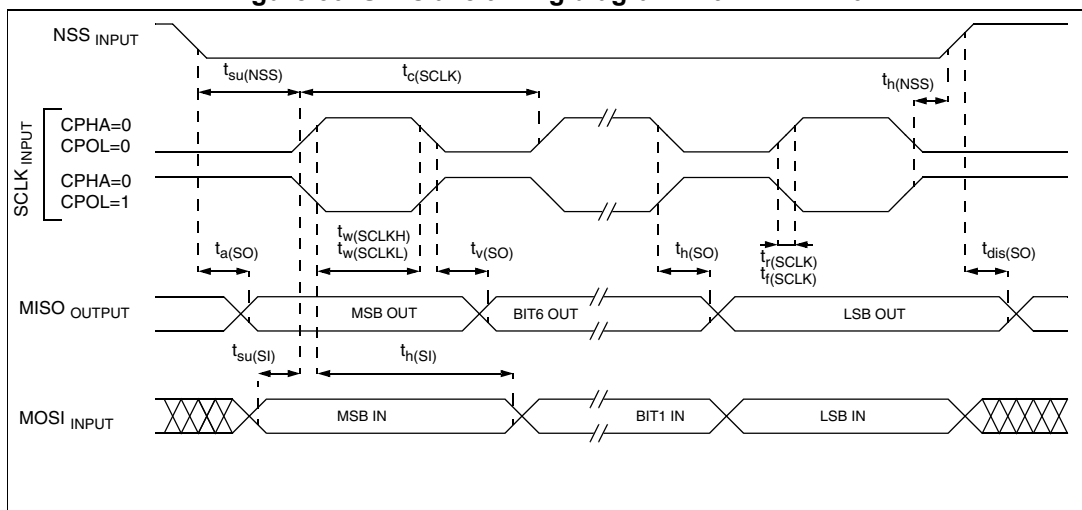 NSS INPUT
tsu(NSS)
tc(SCLK)
th(NSS)
SCLK INPUT
CPHA=0
CPOL=0
CPHA=0
CPOL=1
ta(SO)
tw(SCLKH)
tw(SCLKL)
tv(SO)
th(SO)
tr(SCLK)
tf(SCLK)
tdis(SO)
MISO OUTPUT
MSB OUT
BIT6 OUT
LSB OUT
tsu(SI)
th(SI)
MOSI INPUT
MSB IN
BIT1 IN
LSB IN